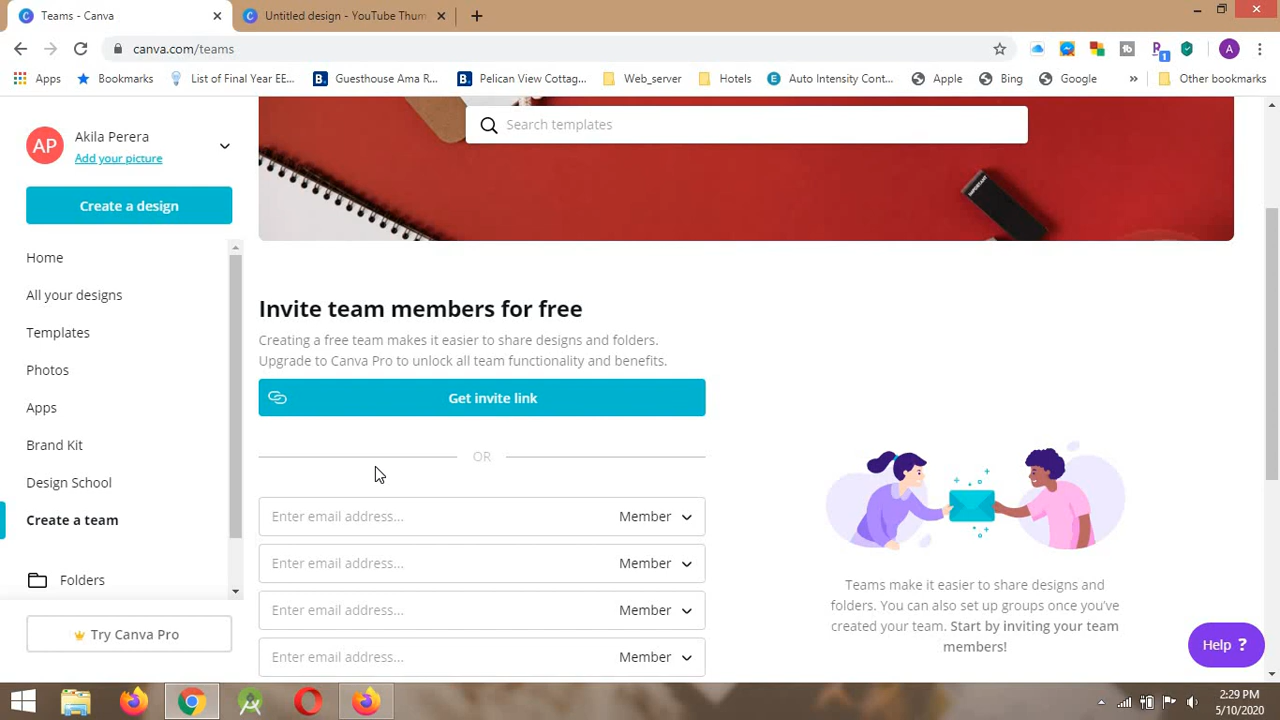 Teams - Canva
Untitled design - YouTube Thum
canva.com/teams
1
A
Apps
Bookmarks
List of Final Year EE...
B. Guesthouse Ama R...
B. Pelican View Cottag...
Web_server
Hotels
E Auto Intensity Cont...
Apple
Bing
Google
»
Other bookmarks
AP
Akila Perera
Add your picture
Create a design
Home
All your designs
Templates
Photos
Apps
Brand Kit
Design School
Create a team
Folders
Try Canva Pro
Search templates
IMPORTANT
Invite team members for free
Creating a free team makes it easier to share designs and folders.
Upgrade to Canva Pro to unlock all team functionality and benefits.
Get invite link
OR
Enter email address... Member
Enter email address... Member
Enter email address... Member
Enter email address... Member
Teams make it easier to share designs and
folders. You can also set up groups once you've
created your team. Start by inviting your team
members!
Help ?
2:29 PM
5/10/2020